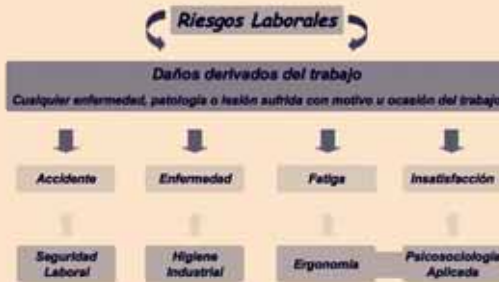 Riesgos Laborales
Daños derivados del trabajo
Cualquier enfermedad, patología o lesión sufrida con motivo u ocasión del trabajo
Accidente
Enfermedad
Fatiga
Insatisfacción
Seguridad
Laboral
Higiene
Industrial
Ergonomía
Psicosociología
Aplicada